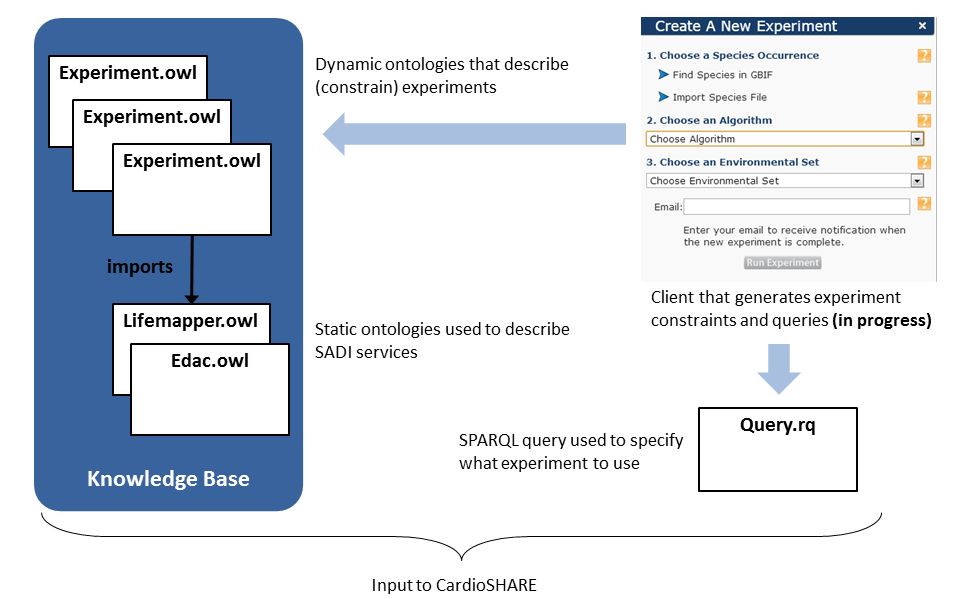 Experiment.owl
Experiment.owl
Experiment.owl
imports
Lifemapper.owl
Edac.owl
Knowledge Base
Dynamic ontologies that describe
(constrain) experiments
Static ontologies used to describe
SADI services
Create A New Experiment ×
1. Choose a Species Occurrence ?
Find Species in GBIF
Import Species File ?
2. Choose an Algorithm ?
Choose Algorithm
3. Choose an Environmental Set ?
Choose Environmental Set
Email: ?
Enter your email to receive notification when
the new experiment is complete.
Run Experiment
Client that generates experiment
constraints and queries (in progress)
SPARQL query used to specify
what experiment to use
Query.rq
Input to CardioSHARE